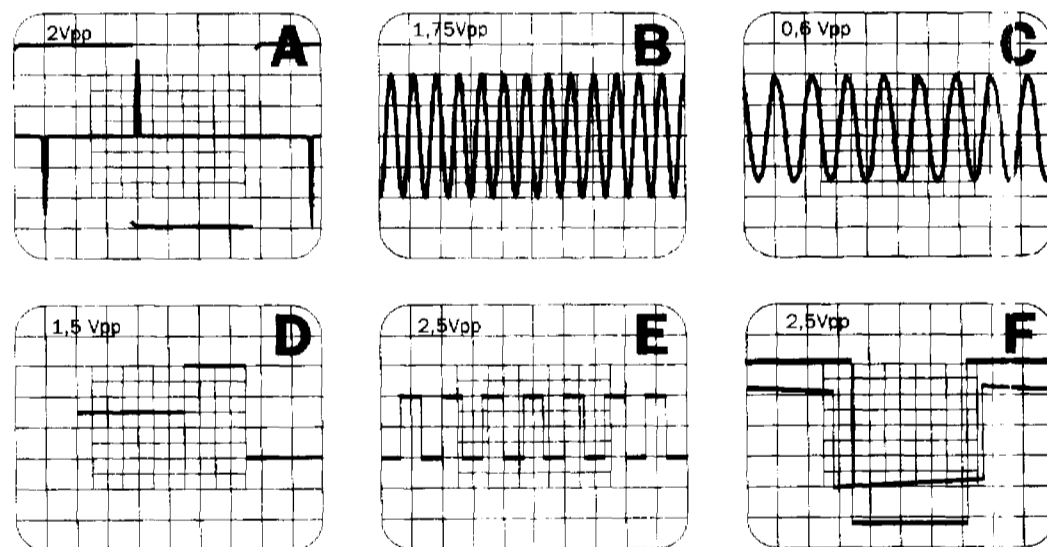 2Vpp A
1,75Vpp B
0,6 Vpp C
1,5 Vpp D
2,5Vpp E
2,5Vpp F